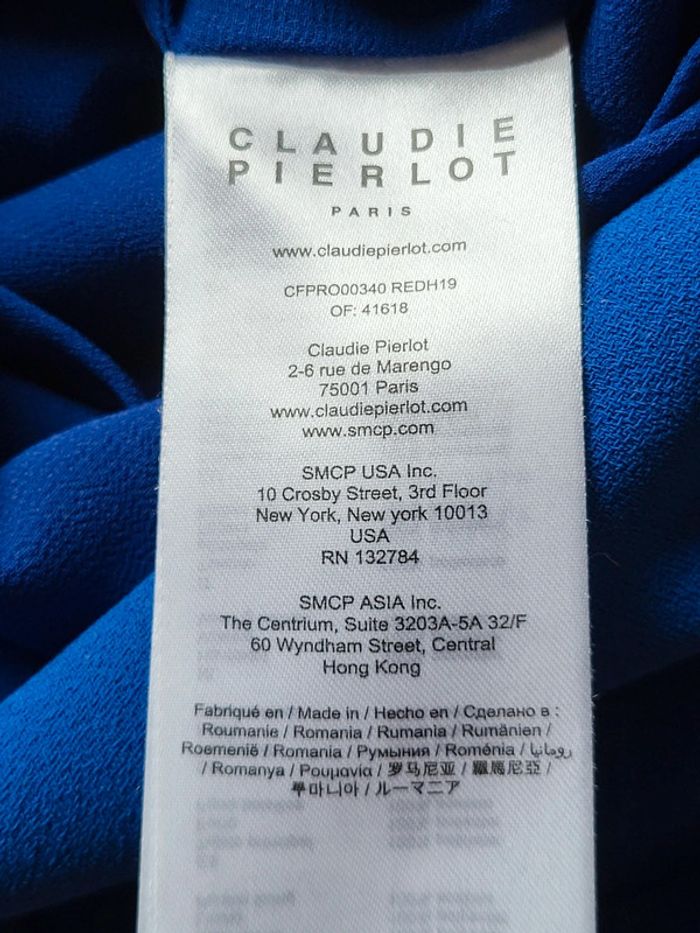 CLAUDIE
PIERLOT
PARIS
www.claudiepierlot.com
CFPRO00340 REDH19
OF: 41618
Claudie Pierlot
2-6 rue de Marengo
75001 Paris
www.claudiepierlot.com
www.smcp.com
SMCP USA Inc.
10 Crosby Street, 3rd Floor
New York, New york 10013
USA
RN 132784
SMCP ASIA Inc.
The Centrium, Suite 3203A-5A 32/F
60 Wyndham Street, Central
Hong Kong
Fabriqué en / Made in / Hecho en / Сделано в :
Roumanie / Romania / Rumania / Rumänien /
Roemenië / Romania / Румыния / Roménia / رومانيا
/ Romanya / Ρουμανία / 罗马尼亚 / 羅馬尼亞 /
루마니아 / ルーマニア